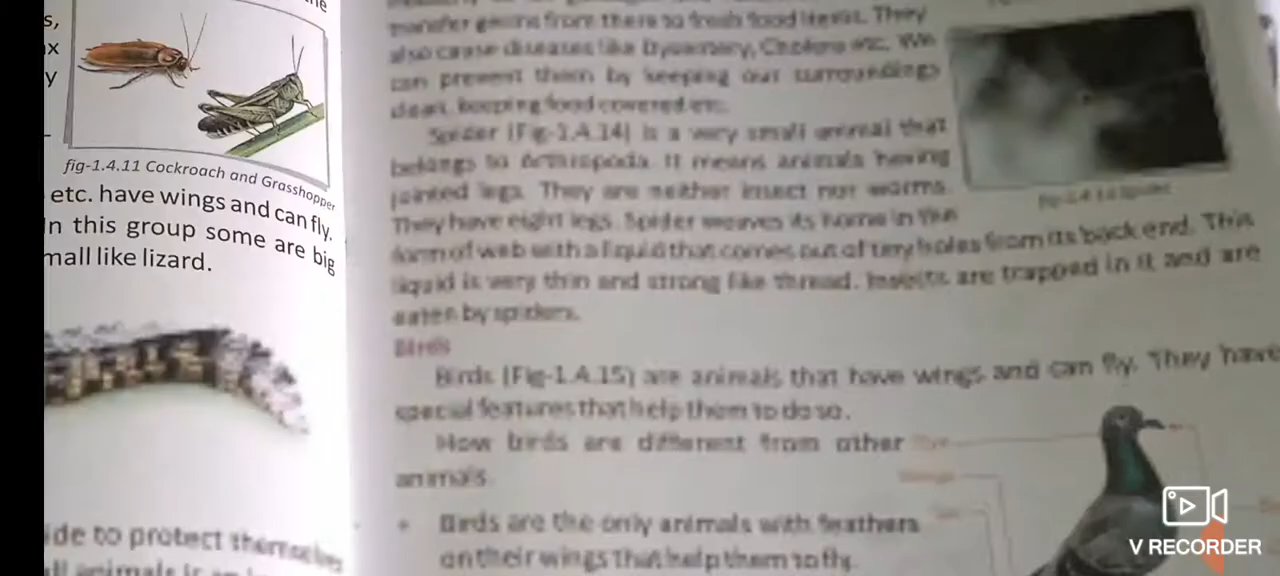 he
s,
x
y
fig-1.4.11 Cockroach and Grasshopper
etc. have wings and can fly.
n this group some are big
mall like lizard.
ide to protect themselves
transfer germs from there to fresh food items. They
also cause diseases like Dysentery, Cholera etc. We
can prevent them by keeping our surroundings
clean, keeping food covered etc.
Spider (Fig-1.4.14) is a very small animal that
belongs to Arthropoda. It means animals having
jointed legs. They are neither insect nor worms.
They have eight legs. Spider weaves its home in the
form of web with a liquid that comes out of tiny holes from its back end. This
liquid is very thin and strong like thread. Insects are trapped in it and are
eaten by spiders.
Birds
Birds (Fig-1.4.15) are animals that have wings and can fly. They have
special features that help them to do so.
How birds are different from other
animals
• Birds are the only animals with feathers
on their wings that help them to fly.
V RECORDER